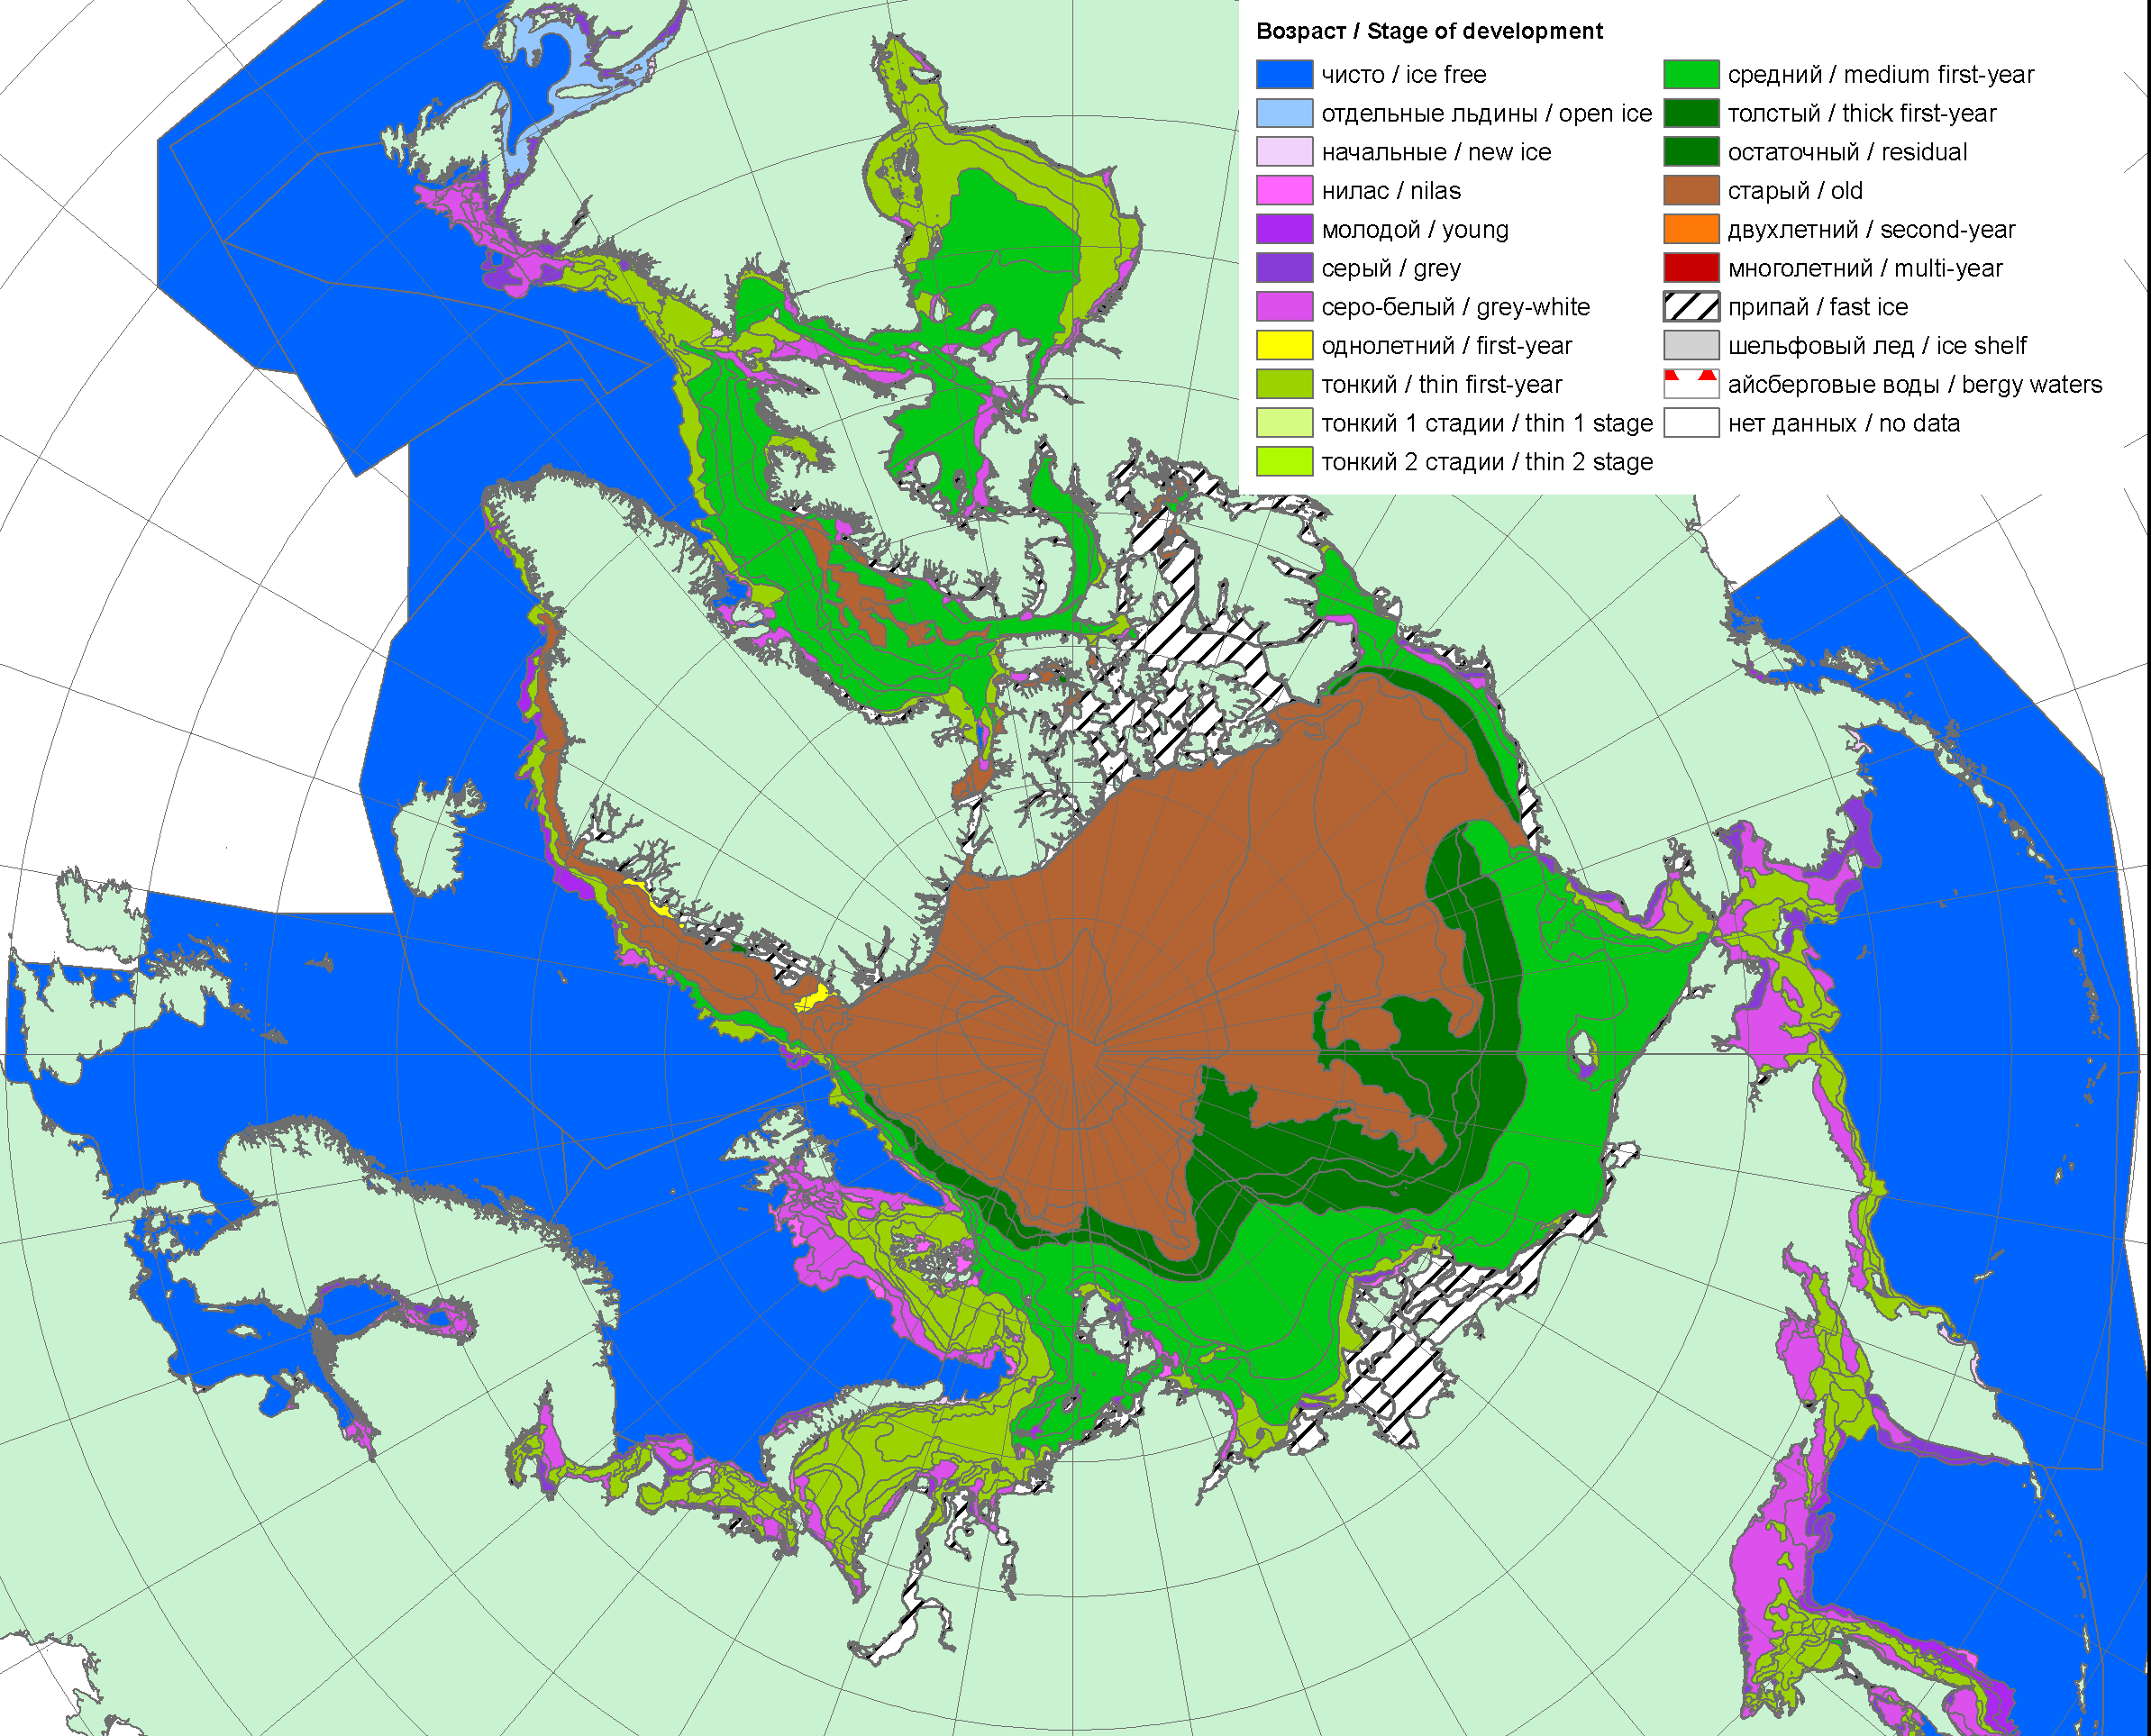 Возраст / Stage of development
чисто / ice free
отдельные льдины / open ice
начальные / new ice
нилас / nilas
молодой / young
серый / grey
серо-белый / grey-white
однолетний / first-year
тонкий / thin first-year
тонкий 1 стадии / thin 1 stage
тонкий 2 стадии / thin 2 stage
средний / medium first-year
толстый / thick first-year
остаточный / residual
старый / old
двухлетний / second-year
многолетний / multi-year
припай / fast ice
шельфовый лед / ice shelf
айсберговые воды / bergy waters
нет данных / no data